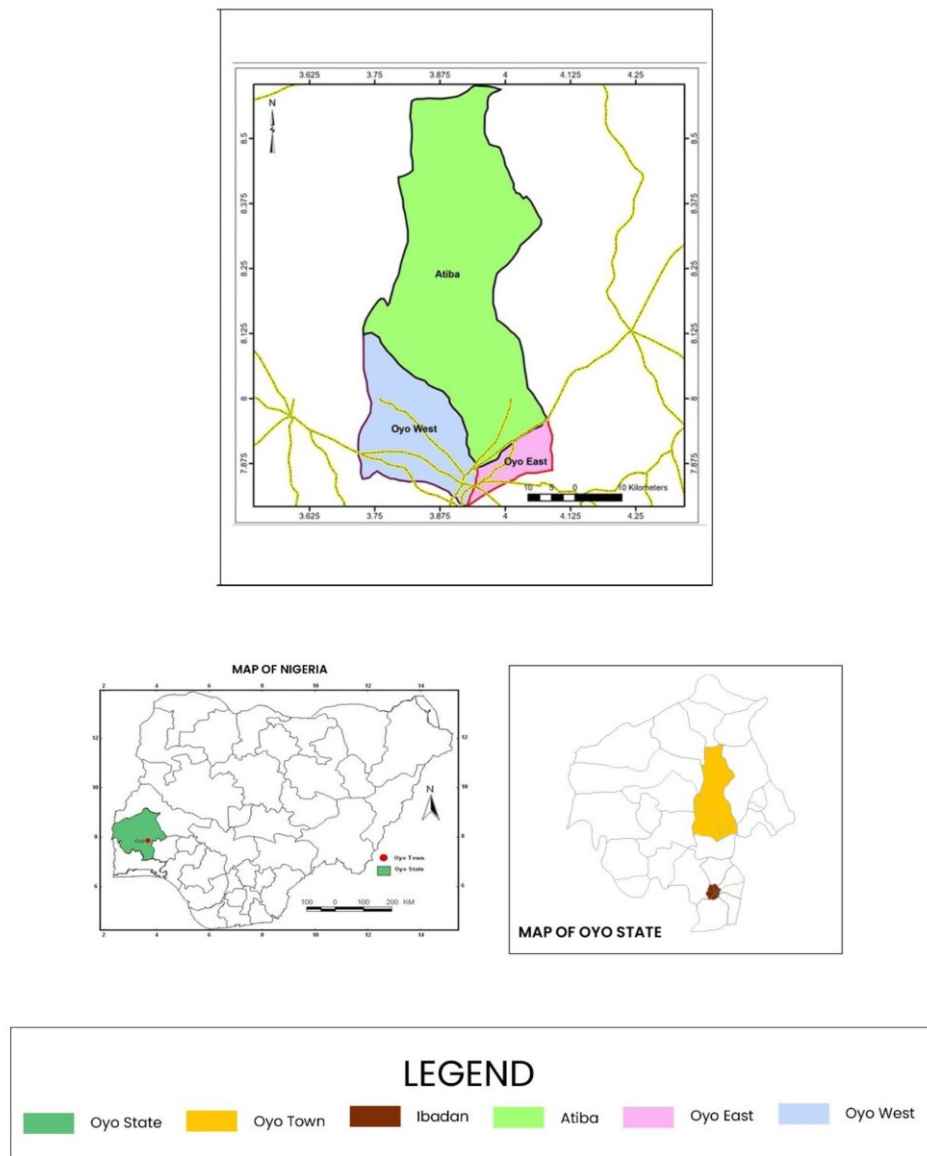 3.625 3.75 3.875 4 4.125 4.25
N
8.5 8.5
8.375 8.375
8.25 8.25
Atiba
8.125 8.125
8 8
Oyo West
7.875 7.875
Oyo East
10 5 0 10 Kilometers
3.625 3.75 3.875 4 4.125 4.25
MAP OF NIGERIA
2 4 6 8 10 12 14
12 12
10 10
N
8 8
Oyo Town
Oyo State
6 6
100 0 100 200 KM
2 4 6 8 10 12 14
MAP OF OYO STATE
LEGEND
Oyo State Oyo Town Ibadan Atiba Oyo East Oyo West